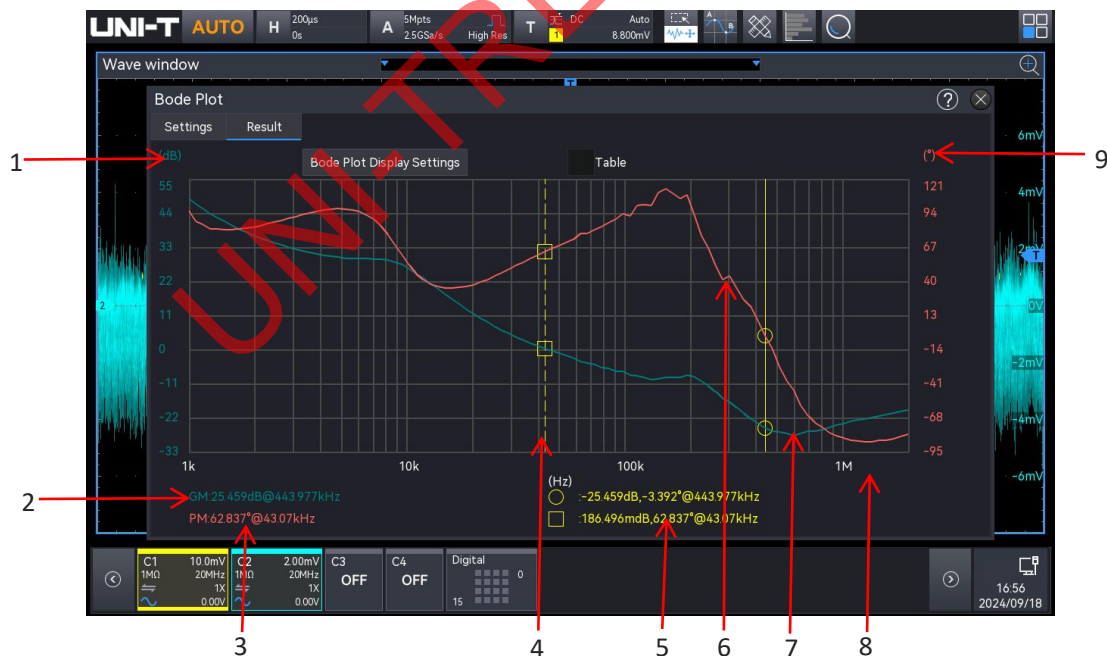 UNI-T AUTO H 200μs 0s A 5Mpts 2.5GSa/s High Res T 1 DC Auto 8.800mV A B
Wave window
T
Bode Plot ?
Settings Result
6mV
1 (dB) Bode Plot Display Settings Table (°) 9
55 121
4mV
44 94
33 67
2mV
T
22 40
2 0V
11 13
0 -14
-2mV
-11 -41
-22 -68
-4mV
-33 -95
1k 10k 100k 1M
-6mV
(Hz)
2 GM:25.459dB@443.977kHz :-25.459dB,-3.392°@443.977kHz
PM:62.837°@43.07kHz :186.496mdB,62.837°@43.07kHz
C1 10.0mV C2 2.00mV C3 C4 Digital
1MΩ 20MHz 1MΩ 20MHz OFF OFF 0
1X 1X 16:56
0.00V 0.00V 15 2024/09/18
3 4 5 6 7 8
UNI-TRE